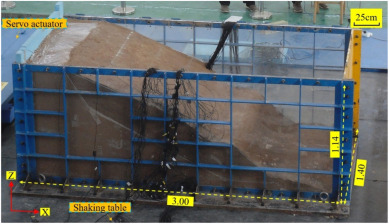 Servo actuator
25cm
1.14
1.40
Z
X
3.00
Shaking table